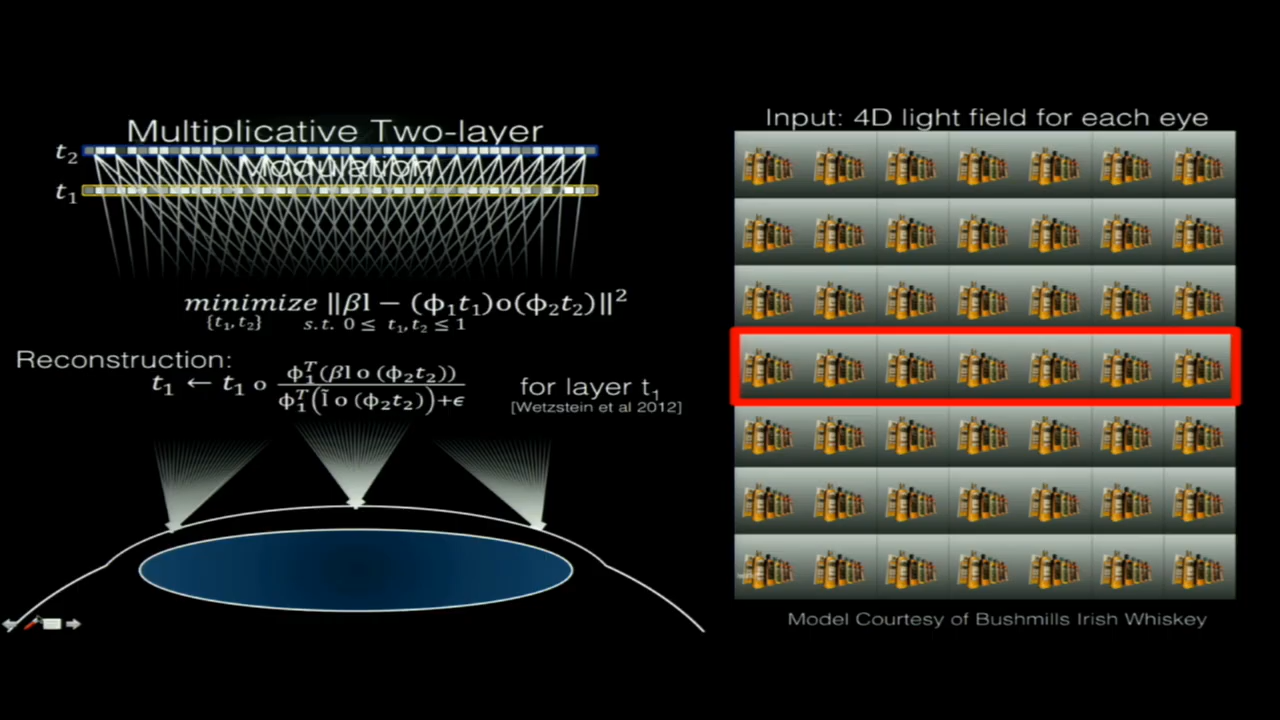 Multiplicative Two-layer
Modulation
t₂
t₁
minimize ‖βl − (ϕ₁t₁)o(ϕ₂t₂)‖²
{t₁,t₂} s.t. 0 ≤ t₁,t₂ ≤ 1
Reconstruction:
t₁ ← t₁ o ϕ₁ᵀ(βl o (ϕ₂t₂)) / ϕ₁ᵀ(l̃ o (ϕ₂t₂))+ϵ
for layer t₁
[Wetzstein et al 2012]
Input: 4D light field for each eye
Model Courtesy of Bushmills Irish Whiskey